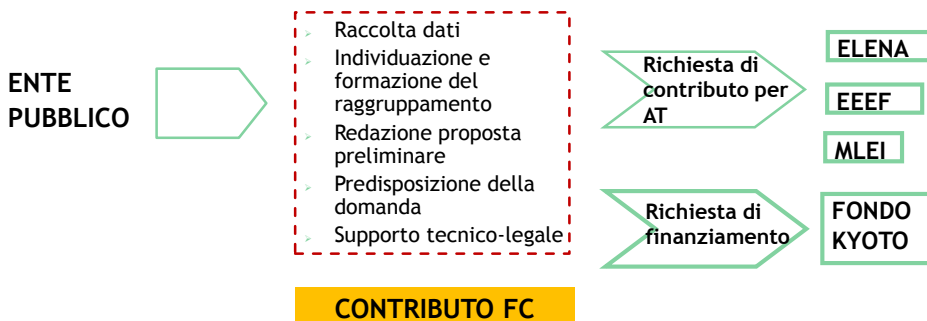 ENTE
PUBBLICO
Raccolta dati
Individuazione e
formazione del
raggruppamento
Redazione proposta
preliminare
Predisposizione della
domanda
Supporto tecnico-legale
CONTRIBUTO FC
Richiesta di
contributo per
AT
Richiesta di
finanziamento
ELENA
EEEF
MLEI
FONDO
KYOTO